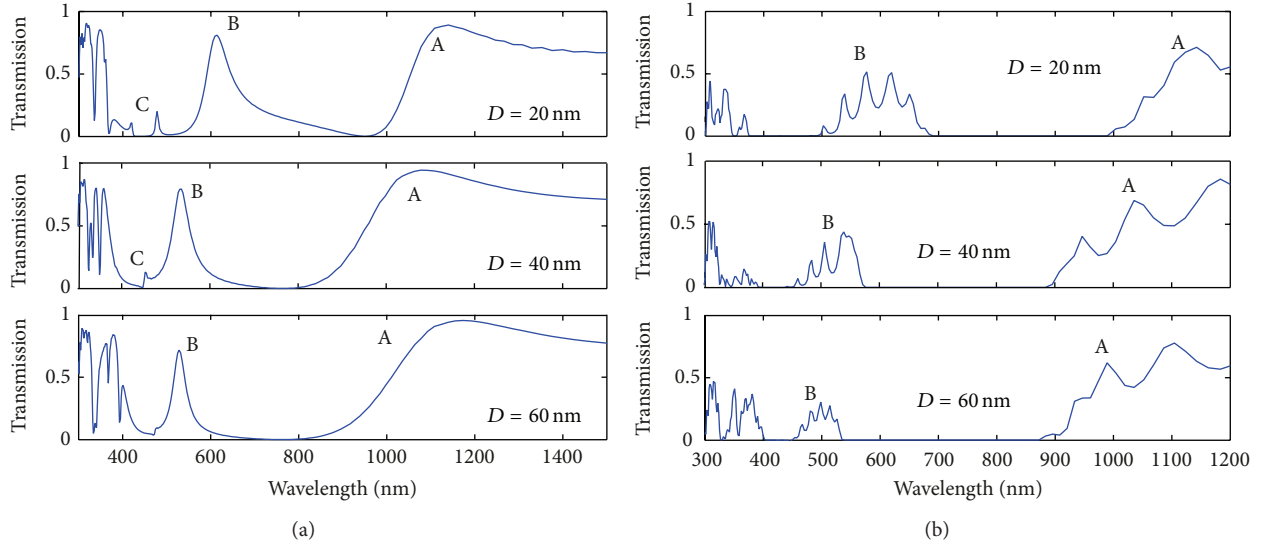 1
B
A
Transmission
0.5
C
D = 20 nm
0
1
B
A
Transmission
0.5
C
D = 40 nm
0
1
B
A
Transmission
0.5
D = 60 nm
0
400 600 800 1000 1200 1400
Wavelength (nm)
(a)
1
A
B
D = 20 nm
Transmission
0.5
0
1
A
B
D = 40 nm
Transmission
0.5
0
1
A
B
D = 60 nm
Transmission
0.5
0
300 400 500 600 700 800 900 1000 1100 1200
Wavelength (nm)
(b)